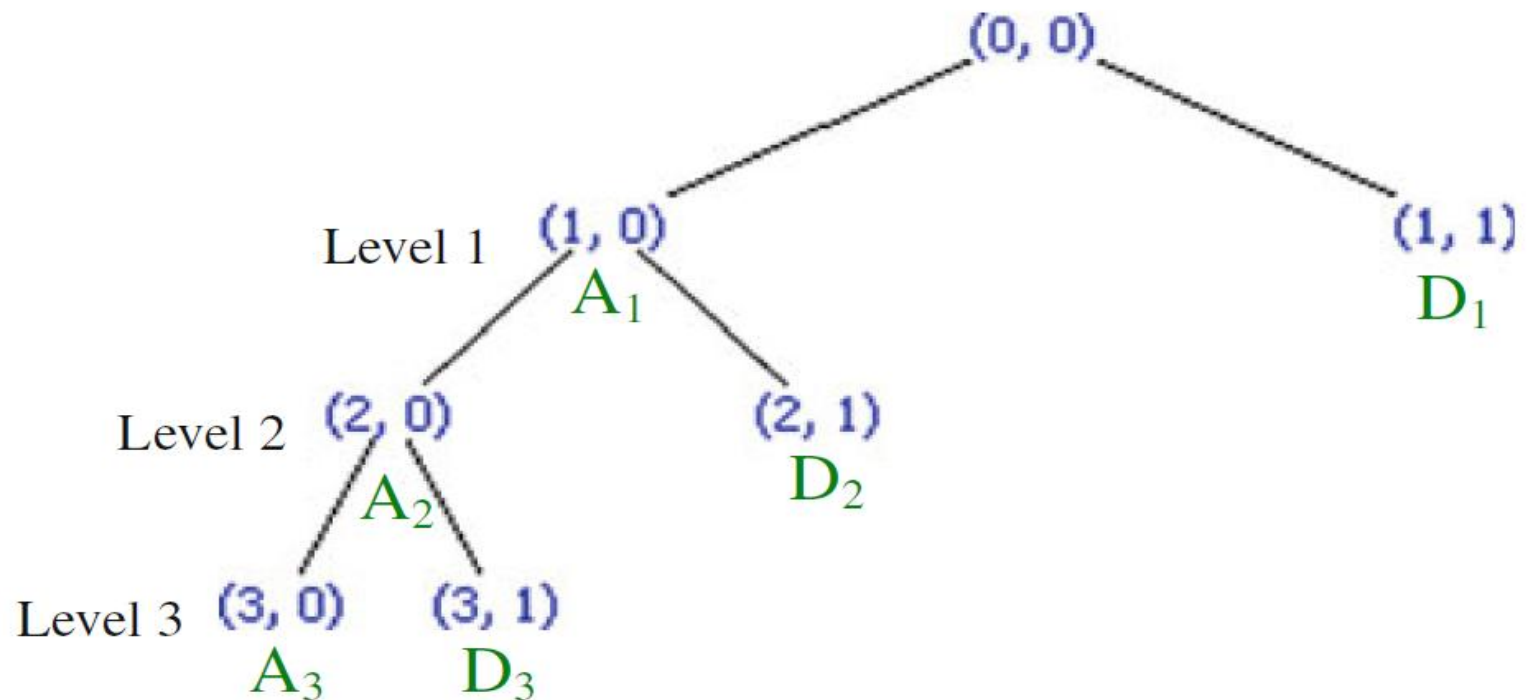 (0, 0)
Level 1 (1, 0) (1, 1)
A₁ D₁
Level 2 (2, 0) (2, 1)
A₂ D₂
Level 3 (3, 0) (3, 1)
A₃ D₃